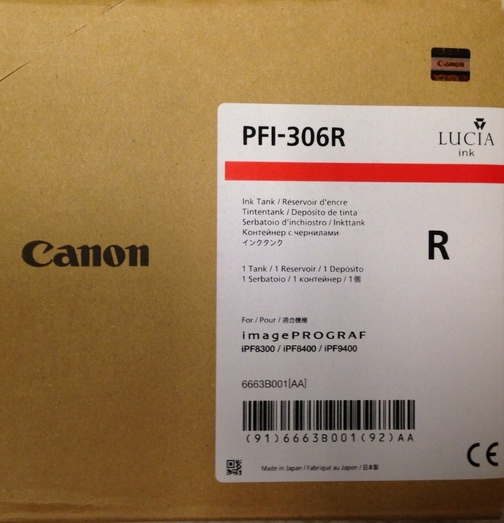 Canon
PFI-306R
LUCIA
ink
Ink Tank / Réservoir d'encre
Tintentank / Depósito de tinta
Serbatoio d'inchiostro / Inkttank
Контейнер с чернилами
インクタンク
R
Canon
1 Tank / 1 Reservoir / 1 Depósito
1 Serbatoio / 1 контейнер / 1個
For / Pour / 適合機種
imagePROGRAF
iPF8300 / iPF8400 / iPF9400
6663B001[AA]
(91)6663B001(92)AA
Made in Japan / Fabriqué au Japon / 日本製
CE